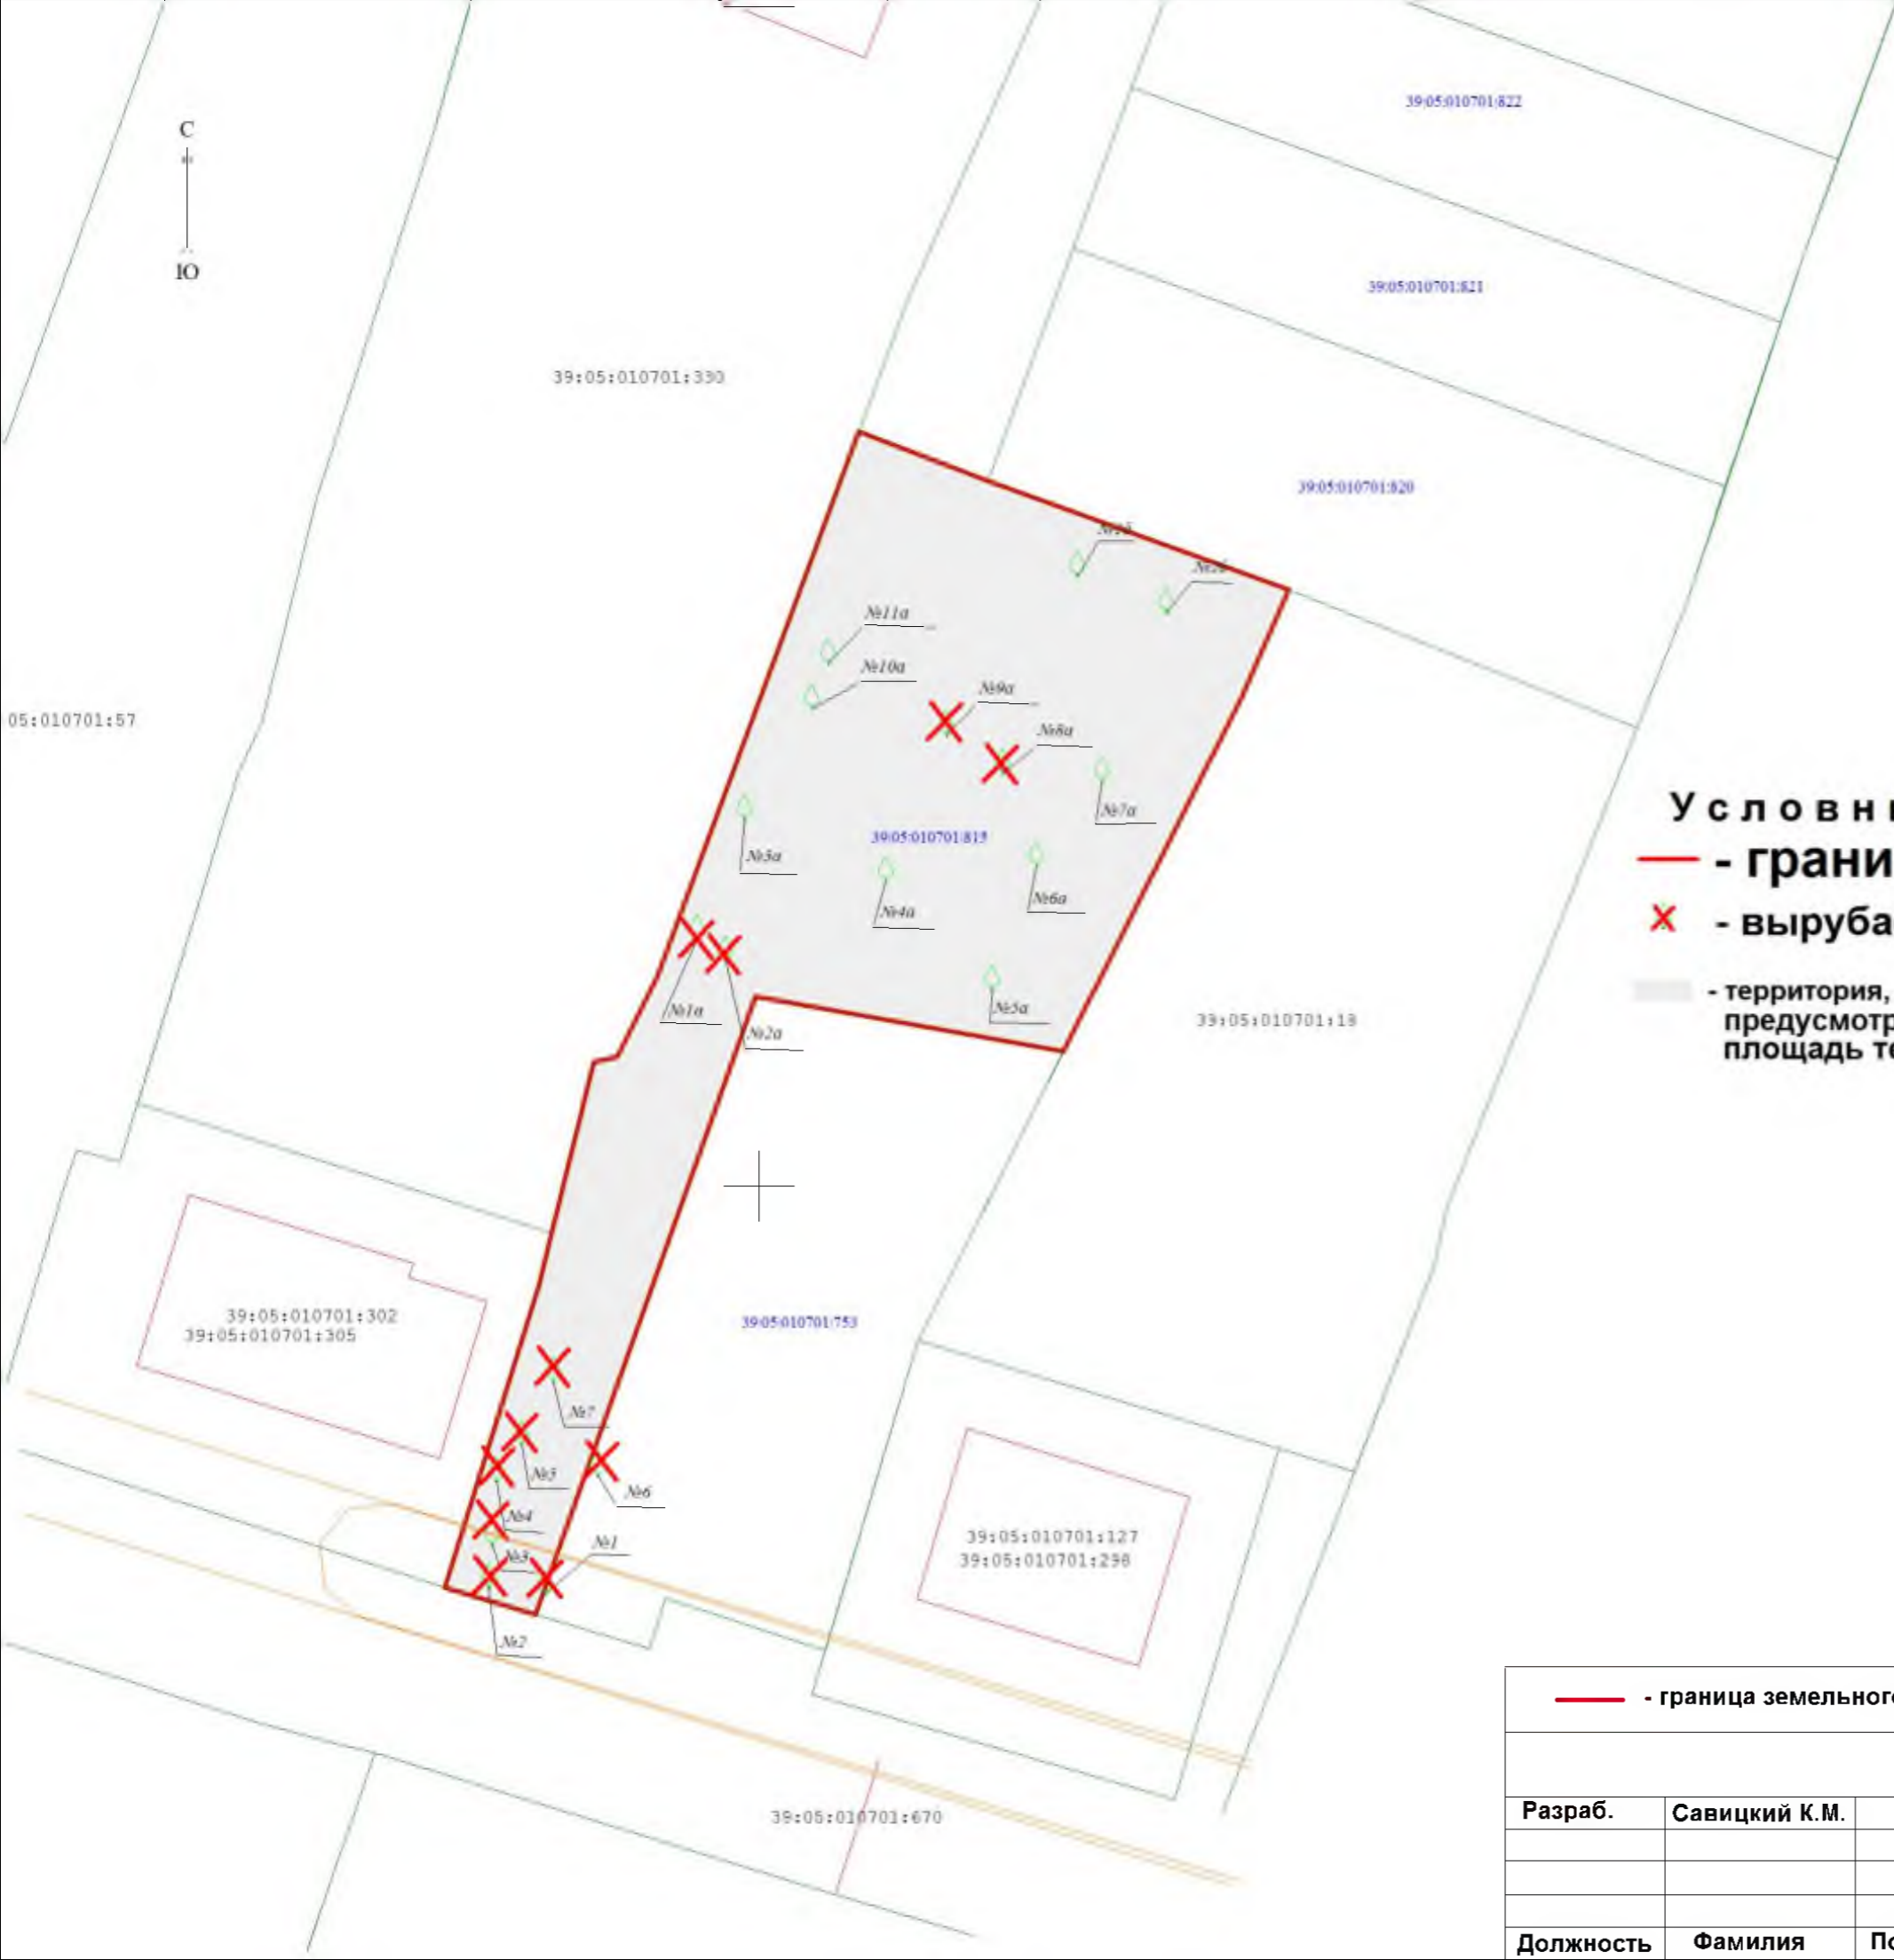 39:05:010701:822
С
Ю
39:05:010701:821
39:05:010701:330
39:05:010701:820
№11а
№10а
№9а
05:010701:57
№8а
№7а
Условн
39:05:010701:815
- грани
№3а
№6а
№4а
- выруба
- территория,
№1а
№5а
39:05:010701:18
предусмотр
№2а
площадь те
39:05:010701:302
39:05:010701:753
39:05:010701:305
№7
№5
№6
№4
№1
39:05:010701:127
№3
39:05:010701:298
№2
- граница земельного
39:05:010701:670
Разраб.
Савицкий К.М.
Должность
Фамилия
По